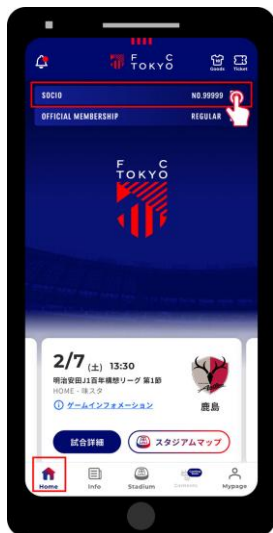 F C
TOKYO
Goods
Ticket
SOCIO NO.99999
OFFICIAL MEMBERSHIP REGULAR
F C
TOKYO
2/7 (土) 13:30
明治安田J1百年構想リーグ 第1節
HOME - 味スタ
ゲームインフォメーション
鹿島
試合詳細
スタジアムマップ
Home
Info
Stadium
Mypage